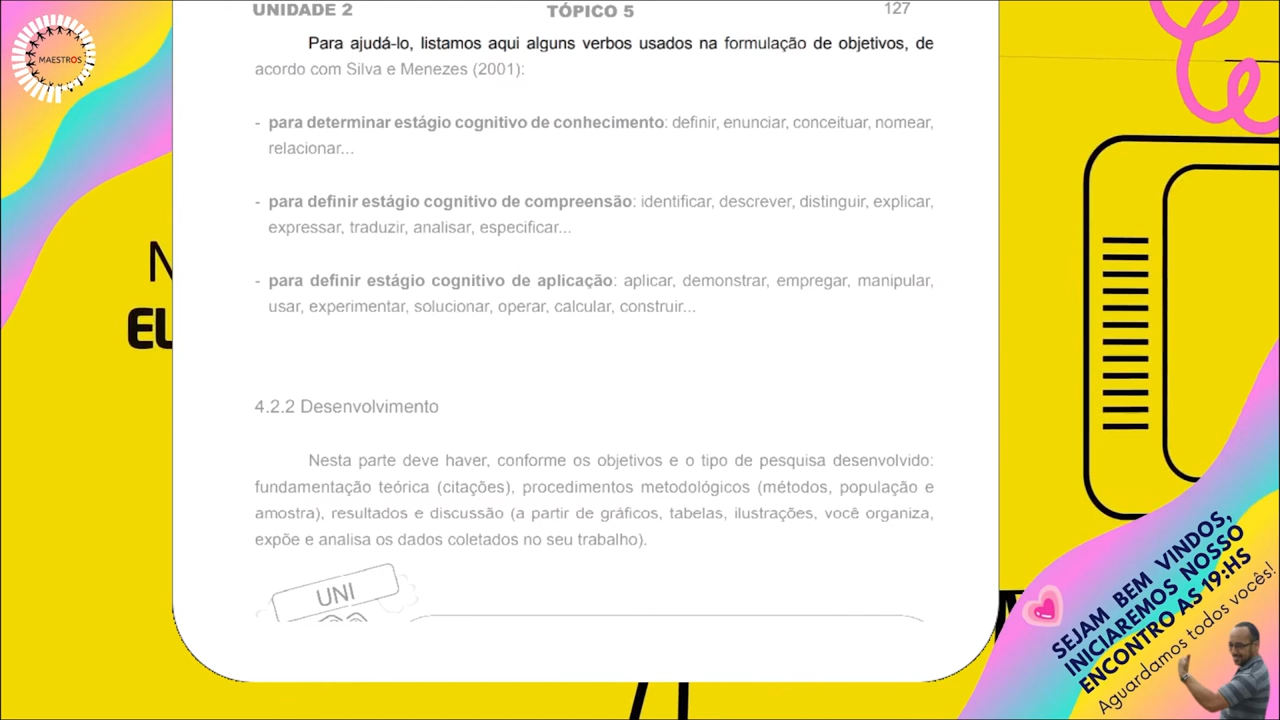 UNIDADE 2 TÓPICO 5 127
MAESTROS
Para ajudá-lo, listamos aqui alguns verbos usados na formulação de objetivos, de
acordo com Silva e Menezes (2001):
- para determinar estágio cognitivo de conhecimento: definir, enunciar, conceituar, nomear,
relacionar...
- para definir estágio cognitivo de compreensão: identificar, descrever, distinguir, explicar,
expressar, traduzir, analisar, especificar...
- para definir estágio cognitivo de aplicação: aplicar, demonstrar, empregar, manipular,
usar, experimentar, solucionar, operar, calcular, construir...
4.2.2 Desenvolvimento
Nesta parte deve haver, conforme os objetivos e o tipo de pesquisa desenvolvido:
fundamentação teórica (citações), procedimentos metodológicos (métodos, população e
amostra), resultados e discussão (a partir de gráficos, tabelas, ilustrações, você organiza,
expõe e analisa os dados coletados no seu trabalho).
UNI
SEJAM BEM VINDOS,
INICIAREMOS NOSSO
ENCONTRO AS 19:HS
Aguardamos todos vocês!